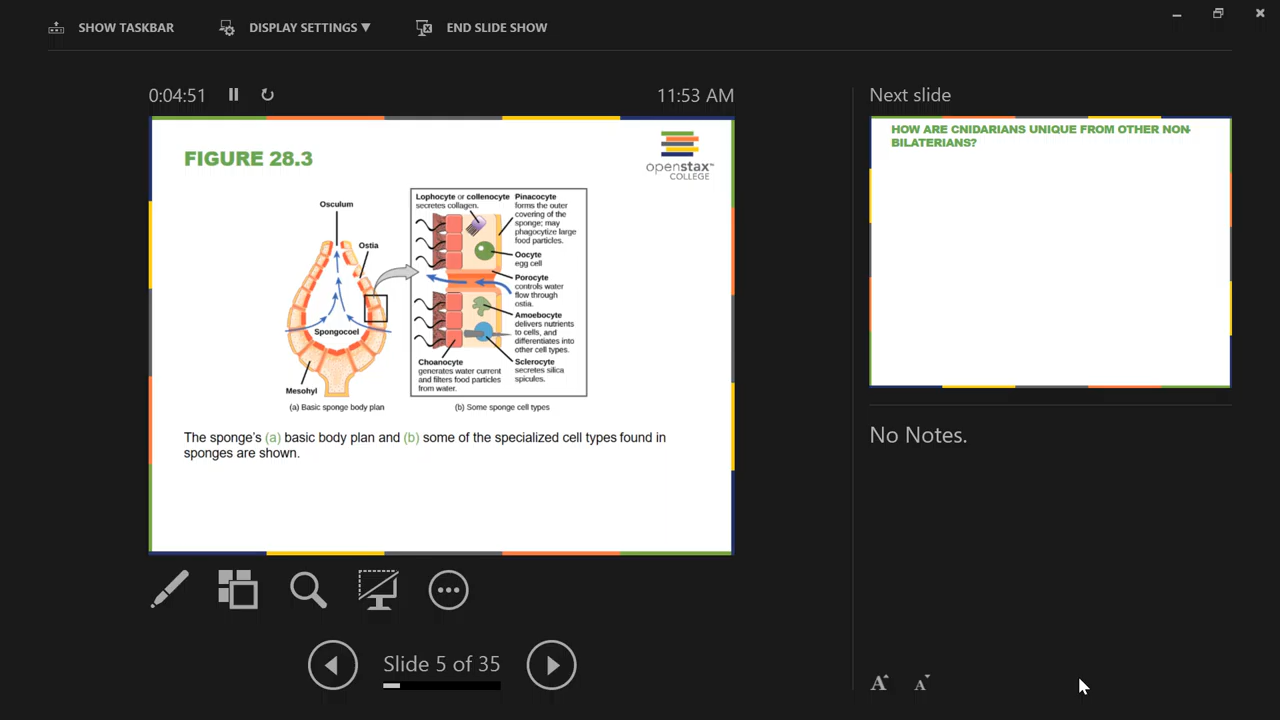 SHOW TASKBAR
DISPLAY SETTINGS ▼
END SLIDE SHOW
0:04:51
11:53 AM
FIGURE 28.3
openstax™
COLLEGE
Osculum
Ostia
Spongocoel
Mesohyl
(a) Basic sponge body plan
Lophocyte or collenocyte
secretes collagen.
Pinacocyte
forms the outer
covering of the
sponge; may
phagocytize large
food particles.
Oocyte
egg cell
Porocyte
controls water
flow through
ostia.
Amoebocyte
delivers nutrients
to cells, and
differentiates into
other cell types.
Choanocyte
generates water current
and filters food particles
from water.
Sclerocyte
secretes silica
spicules.
(b) Some sponge cell types
The sponge's (a) basic body plan and (b) some of the specialized cell types found in
sponges are shown.
Slide 5 of 35
Next slide
HOW ARE CNIDARIANS UNIQUE FROM OTHER NON-
BILATERIANS?
No Notes.
A A